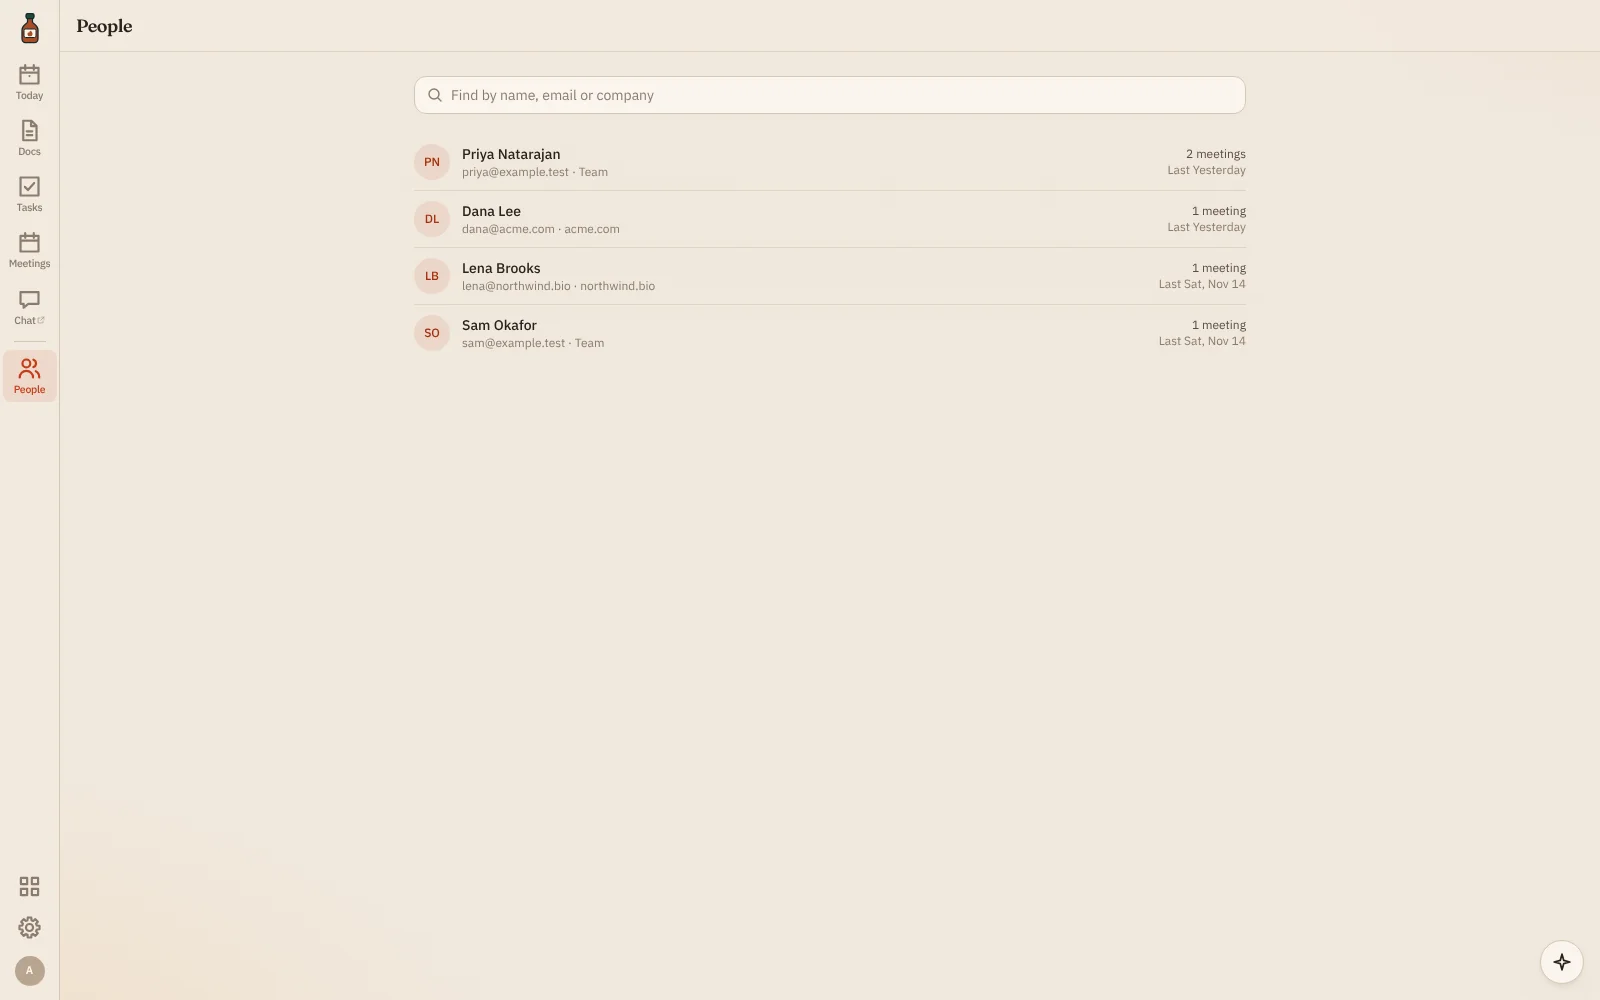 People
Today
Docs
Tasks
Meetings
Chat
People
A
Find by name, email or company
PN
Priya Natarajan
priya@example.test · Team
2 meetings
Last Yesterday
DL
Dana Lee
dana@acme.com · acme.com
1 meeting
Last Yesterday
LB
Lena Brooks
lena@northwind.bio · northwind.bio
1 meeting
Last Sat, Nov 14
SO
Sam Okafor
sam@example.test · Team
1 meeting
Last Sat, Nov 14